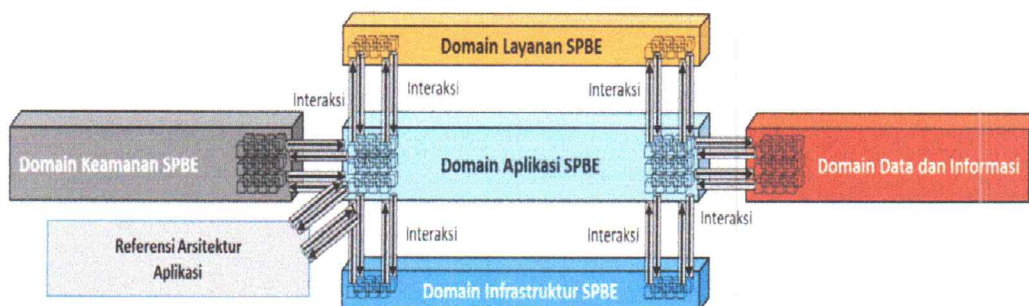 Domain Layanan SPBE
Interaksi
Interaksi
Interaksi
Interaksi
Domain Keamanan SPBE
Domain Aplikasi SPBE
Domain Data dan Informasi
Interaksi
Interaksi
Interaksi
Referensi Arsitektur
Aplikasi
Domain Infrastruktur SPBE